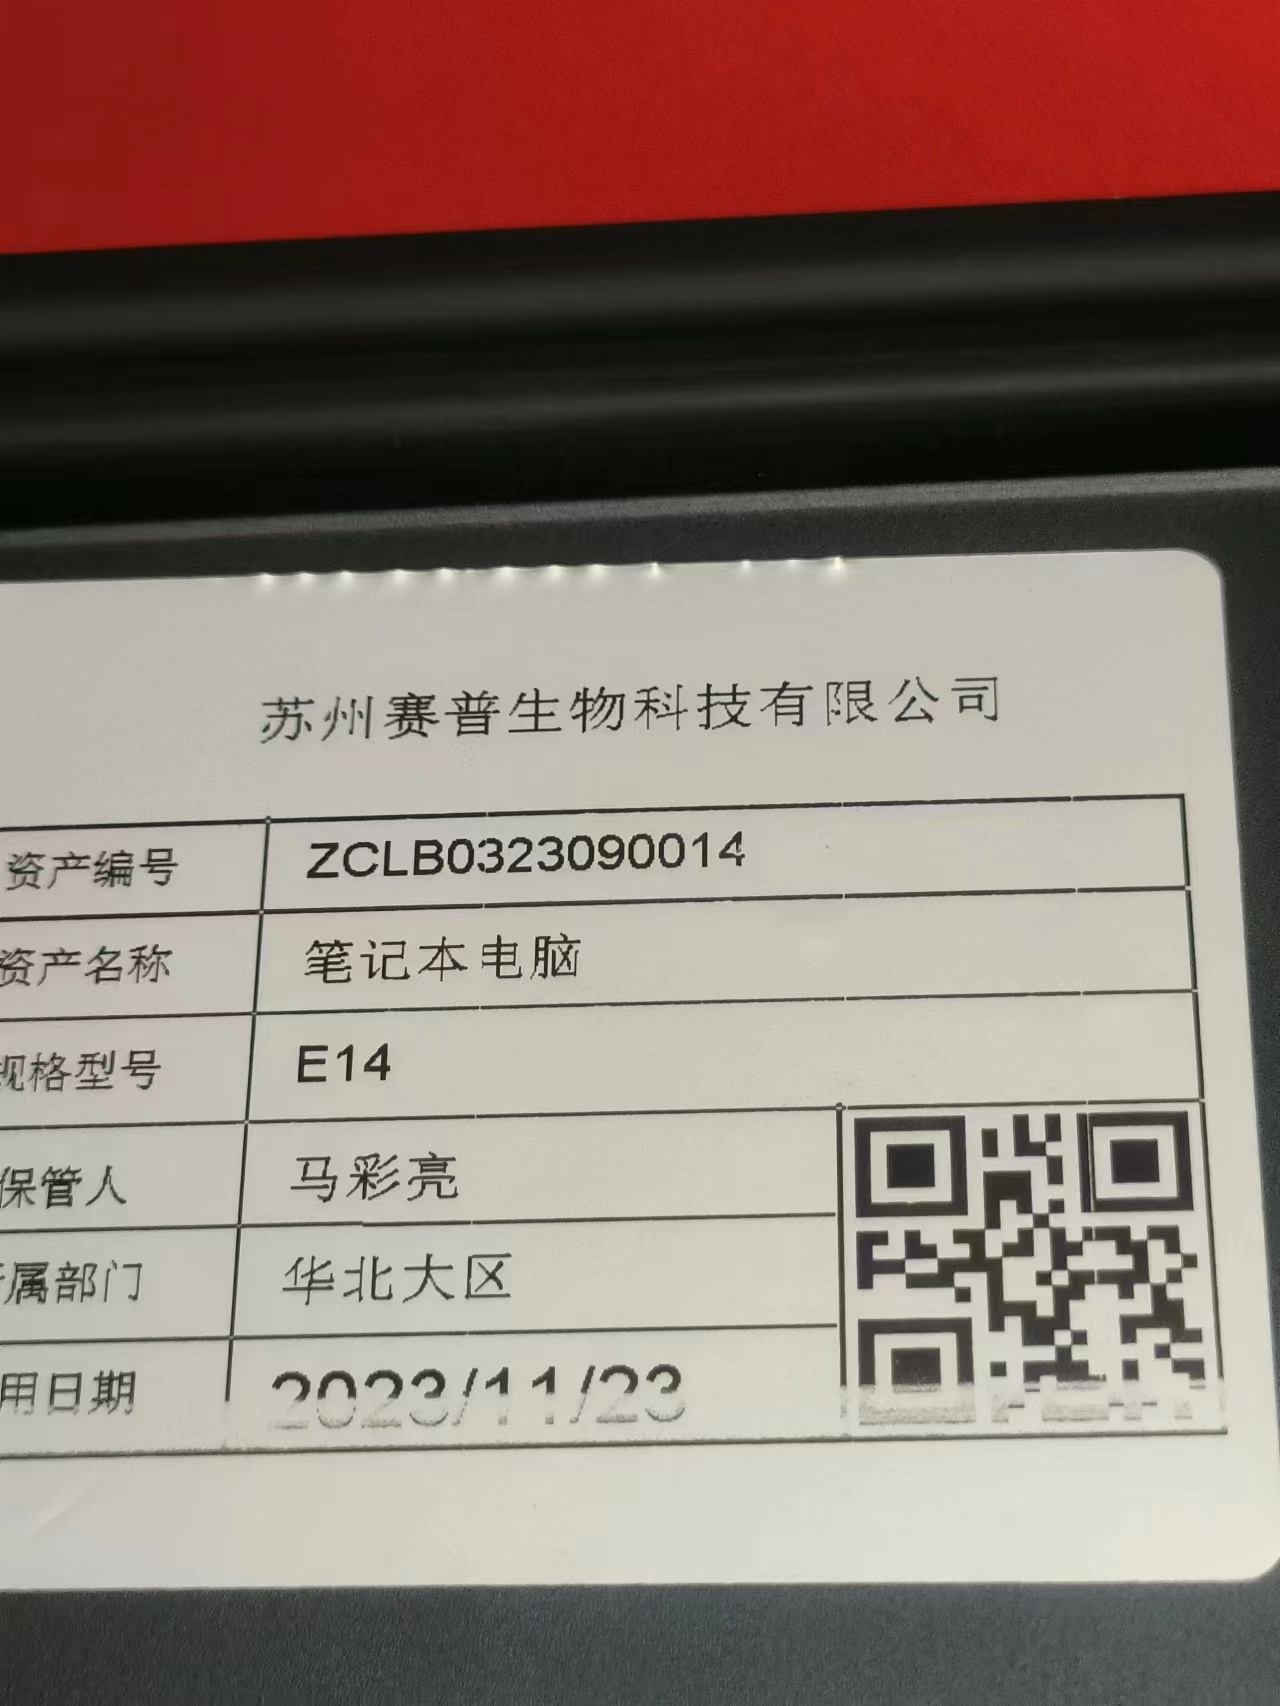 苏州赛普生物科技有限公司
资产编号 ZCLB0323090014
资产名称 笔记本电脑
规格型号 E14
保管人 马彩亮
属部门 华北大区
用日期 2023/11/23